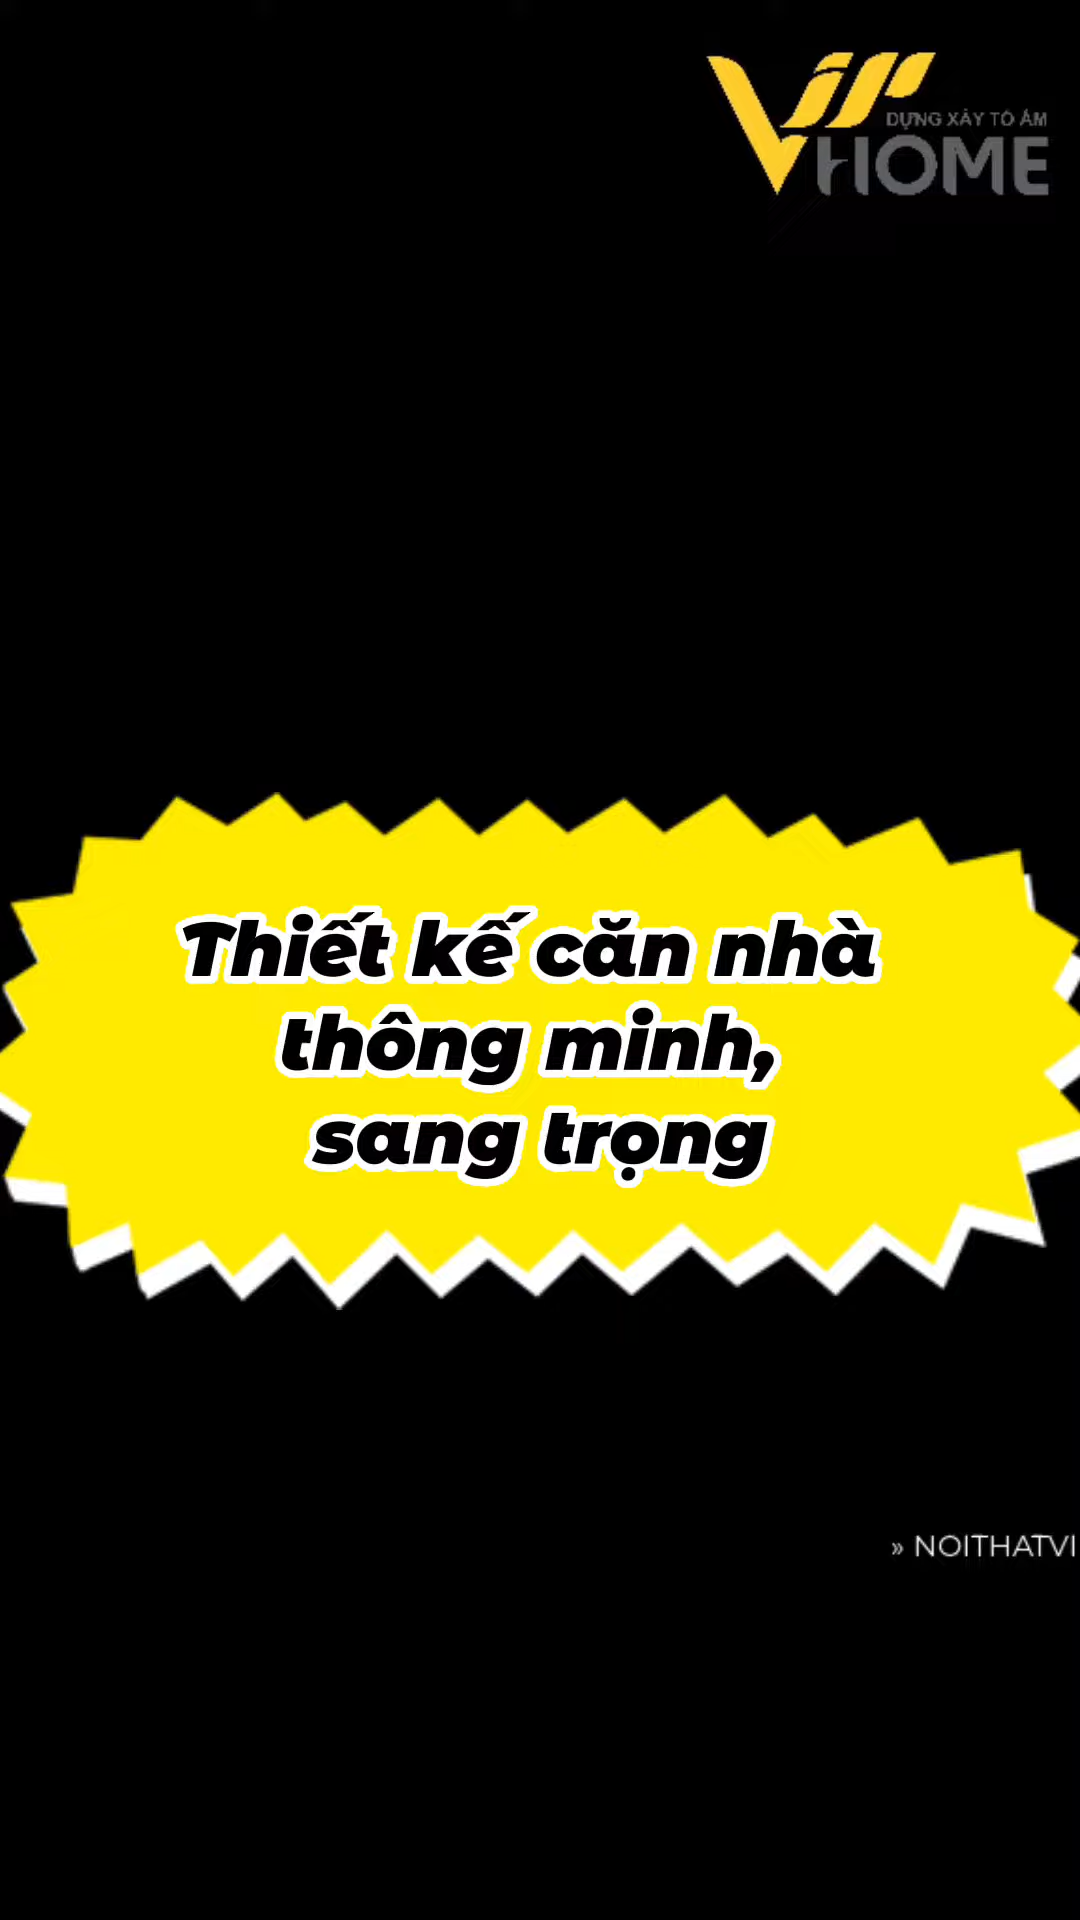 VIP
DỰNG XÂY TỔ ẤM
HOME
Thiết kế căn nhà
thông minh,
sang trọng
» NOITHATVI